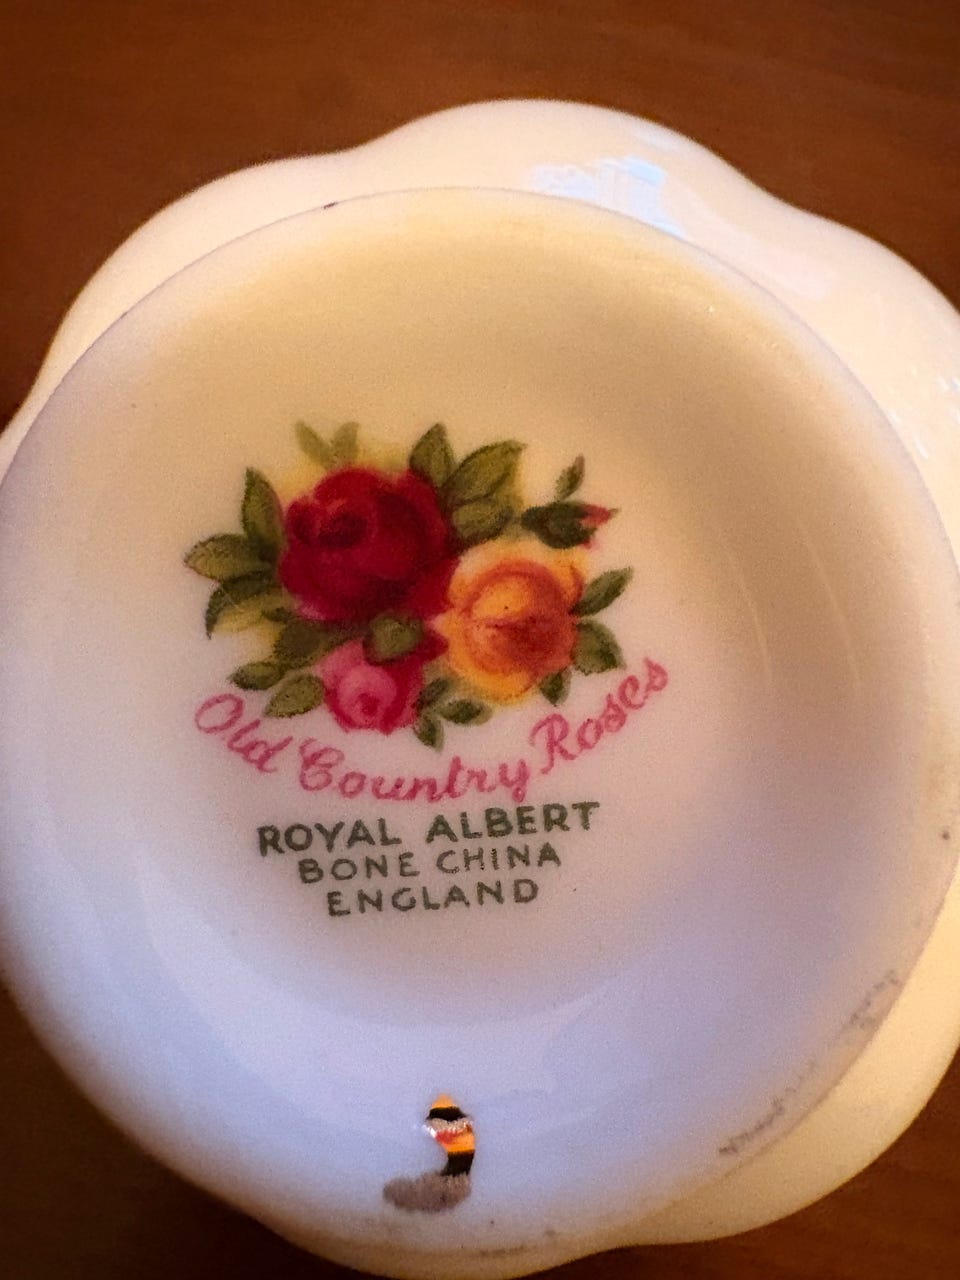 Old Country Roses
ROYAL ALBERT
BONE CHINA
ENGLAND